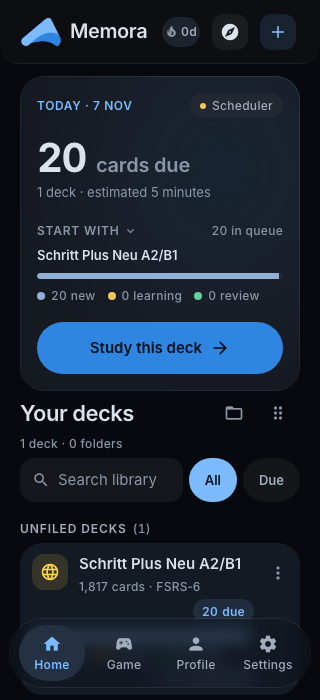 Memora
0d
TODAY · 7 NOV
Scheduler
20 cards due
1 deck · estimated 5 minutes
START WITH
20 in queue
Schritt Plus Neu A2/B1
20 new
0 learning
0 review
Study this deck
Your decks
1 deck · 0 folders
Search library
All
Due
UNFILED DECKS (1)
Schritt Plus Neu A2/B1
1,817 cards · FSRS-6
20 due
Home
Game
Profile
Settings